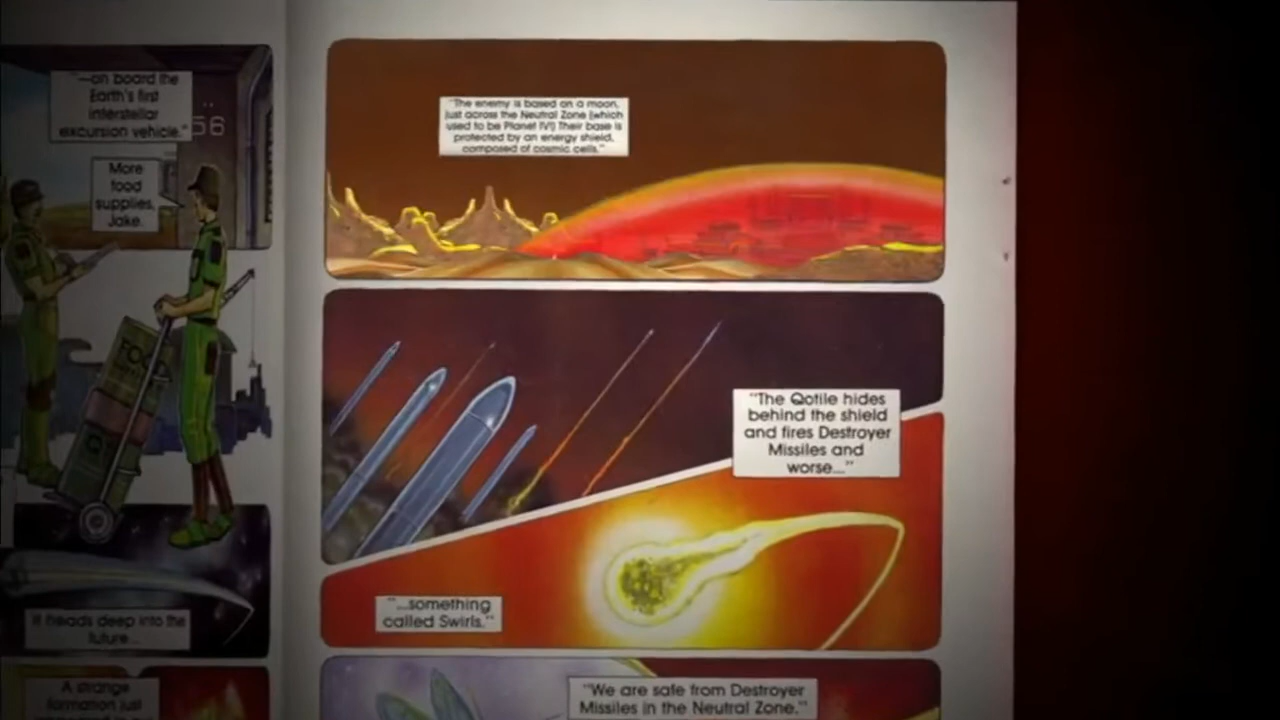 "—on board the
Earth's first
interstellar
excursion vehicle."
56
More
food
supplies,
Jake.
FOOD
It heads deep into the
future...
A strange
formation just
"The enemy is based on a moon,
just across the Neutral Zone (which
used to be Planet IV!) Their base is
protected by an energy shield,
composed of cosmic cells."
"The Qotile hides
behind the shield
and fires Destroyer
Missiles and
worse..."
"...something
called Swirls."
"We are safe from Destroyer
Missiles in the Neutral Zone."